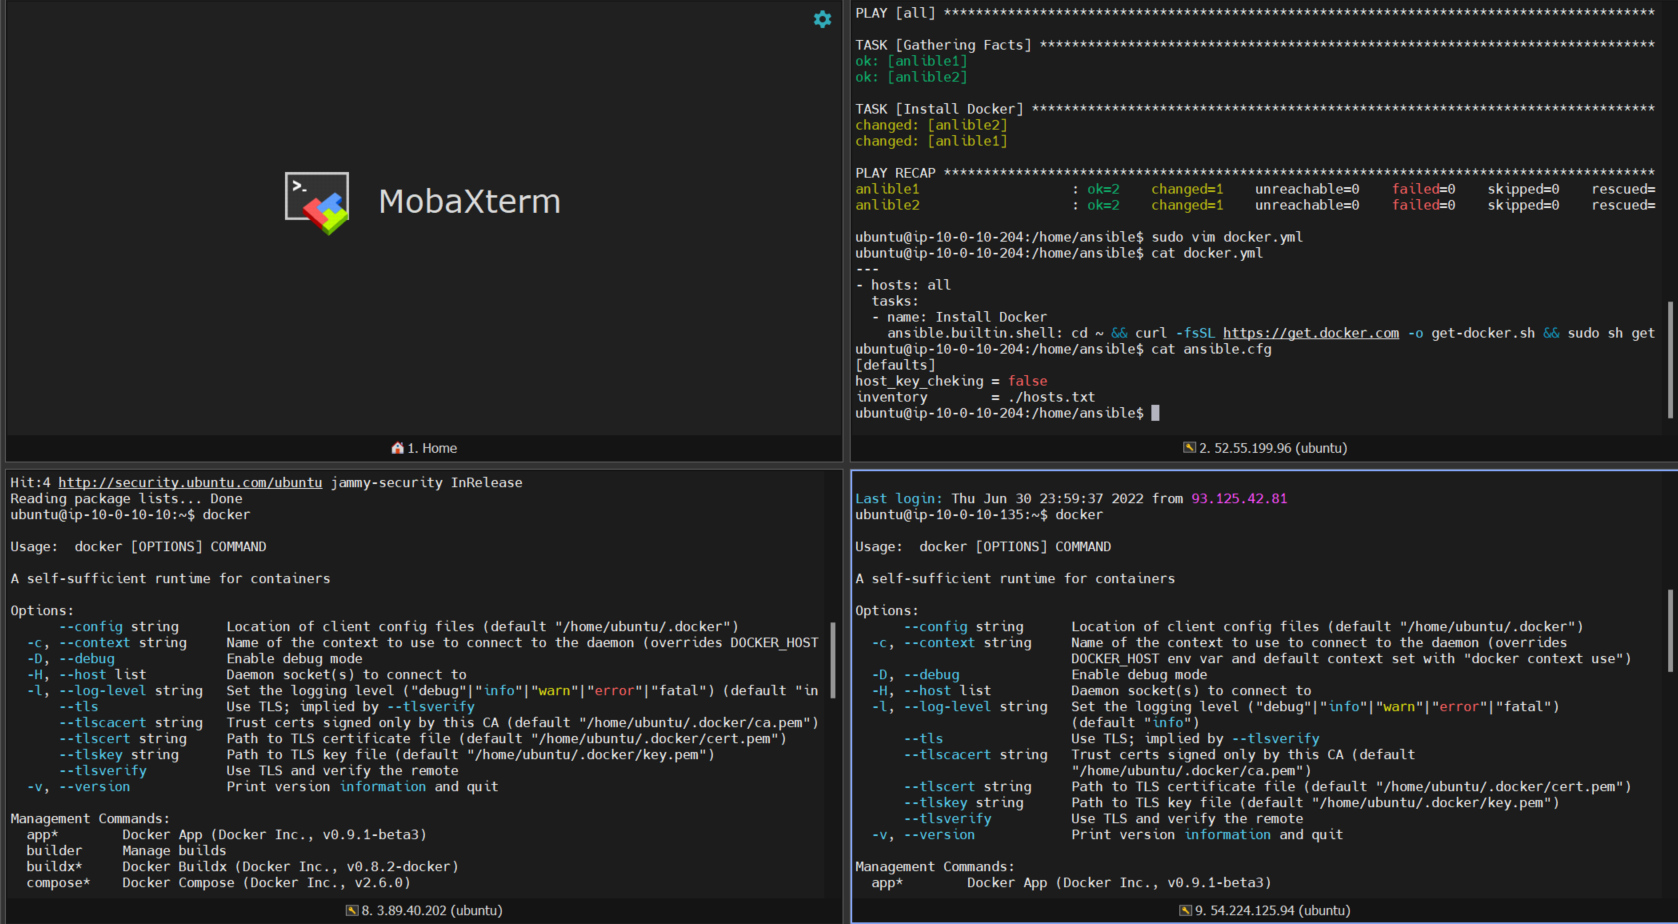 >_
MobaXterm
1. Home
PLAY [all] *****************************************************************************************
TASK [Gathering Facts] *****************************************************************************
ok: [anlible1]
ok: [anlible2]
TASK [Install Docker] ******************************************************************************
changed: [anlible2]
changed: [anlible1]
PLAY RECAP *****************************************************************************************
anlible1                   : ok=2    changed=1    unreachable=0    failed=0    skipped=0    rescued=
anlible2                   : ok=2    changed=1    unreachable=0    failed=0    skipped=0    rescued=
ubuntu@ip-10-0-10-204:/home/ansible$ sudo vim docker.yml
ubuntu@ip-10-0-10-204:/home/ansible$ cat docker.yml
---
- hosts: all
  tasks:
  - name: Install Docker
    ansible.builtin.shell: cd ~ && curl -fsSL https://get.docker.com -o get-docker.sh && sudo sh get
ubuntu@ip-10-0-10-204:/home/ansible$ cat ansible.cfg
[defaults]
host_key_cheking = false
inventory        = ./hosts.txt
ubuntu@ip-10-0-10-204:/home/ansible$
2. 52.55.199.96 (ubuntu)
Hit:4 http://security.ubuntu.com/ubuntu jammy-security InRelease
Reading package lists... Done
ubuntu@ip-10-0-10-10:~$ docker
Usage:  docker [OPTIONS] COMMAND
A self-sufficient runtime for containers
Options:
      --config string      Location of client config files (default "/home/ubuntu/.docker")
  -c, --context string     Name of the context to use to connect to the daemon (overrides DOCKER_HOST
  -D, --debug              Enable debug mode
  -H, --host list          Daemon socket(s) to connect to
  -l, --log-level string   Set the logging level ("debug"|"info"|"warn"|"error"|"fatal") (default "in
      --tls                Use TLS; implied by --tlsverify
      --tlscacert string   Trust certs signed only by this CA (default "/home/ubuntu/.docker/ca.pem")
      --tlscert string     Path to TLS certificate file (default "/home/ubuntu/.docker/cert.pem")
      --tlskey string      Path to TLS key file (default "/home/ubuntu/.docker/key.pem")
      --tlsverify          Use TLS and verify the remote
  -v, --version            Print version information and quit
Management Commands:
  app*        Docker App (Docker Inc., v0.9.1-beta3)
  builder     Manage builds
  buildx*     Docker Buildx (Docker Inc., v0.8.2-docker)
  compose*    Docker Compose (Docker Inc., v2.6.0)
8. 3.89.40.202 (ubuntu)
Last login: Thu Jun 30 23:59:37 2022 from 93.125.42.81
ubuntu@ip-10-0-10-135:~$ docker
Usage:  docker [OPTIONS] COMMAND
A self-sufficient runtime for containers
Options:
      --config string      Location of client config files (default "/home/ubuntu/.docker")
  -c, --context string     Name of the context to use to connect to the daemon (overrides
                           DOCKER_HOST env var and default context set with "docker context use")
  -D, --debug              Enable debug mode
  -H, --host list          Daemon socket(s) to connect to
  -l, --log-level string   Set the logging level ("debug"|"info"|"warn"|"error"|"fatal")
                           (default "info")
      --tls                Use TLS; implied by --tlsverify
      --tlscacert string   Trust certs signed only by this CA (default
                           "/home/ubuntu/.docker/ca.pem")
      --tlscert string     Path to TLS certificate file (default "/home/ubuntu/.docker/cert.pem")
      --tlskey string      Path to TLS key file (default "/home/ubuntu/.docker/key.pem")
      --tlsverify          Use TLS and verify the remote
  -v, --version            Print version information and quit
Management Commands:
  app*        Docker App (Docker Inc., v0.9.1-beta3)
9. 54.224.125.94 (ubuntu)